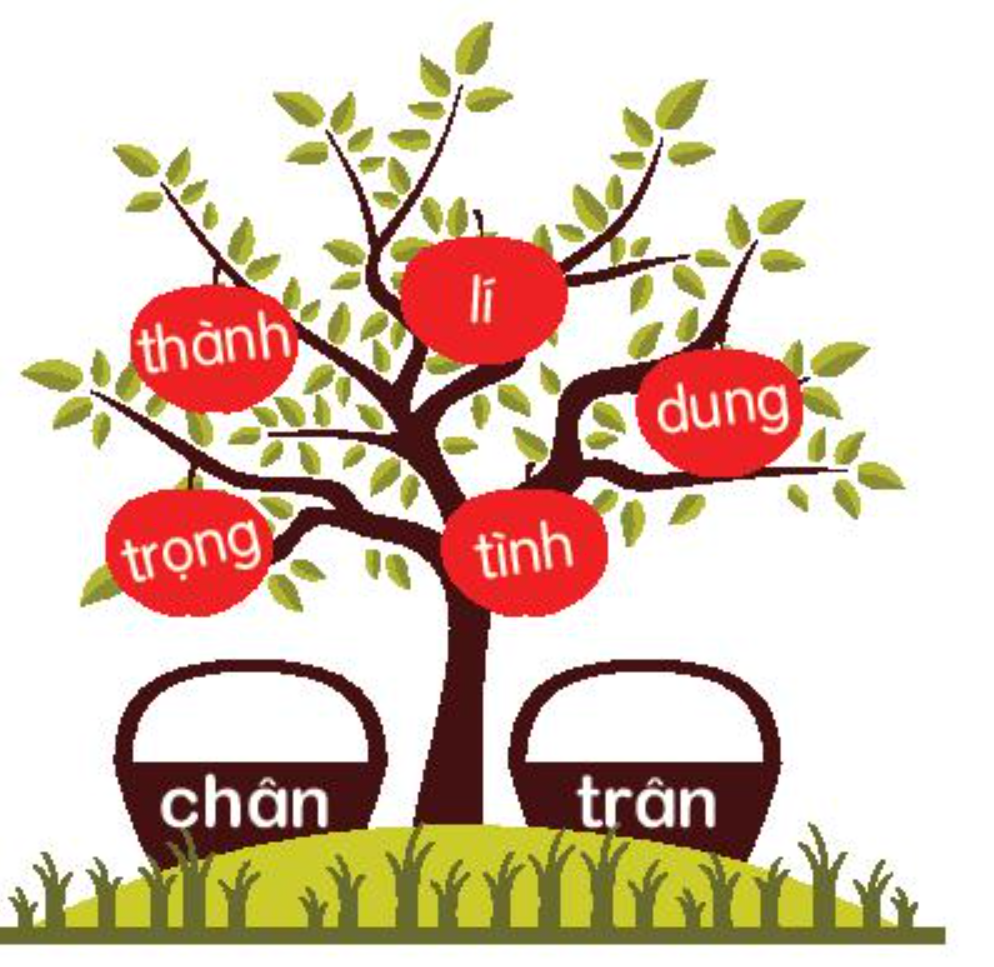 lí
thành
dung
trọng
tình
chân
trân